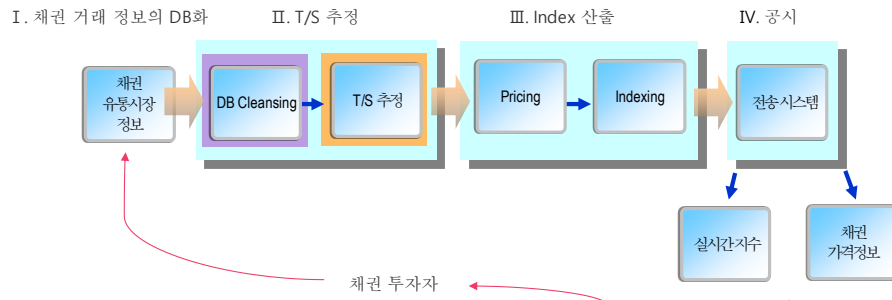 Ⅰ. 채권 거래 정보의 DB화
Ⅱ. T/S 추정
Ⅲ. Index 산출
Ⅳ. 공시
채권
유통시장
정보
DB Cleansing
T/S 추정
Pricing
Indexing
전송시스템
실시간지수
채권
가격정보
채권 투자자